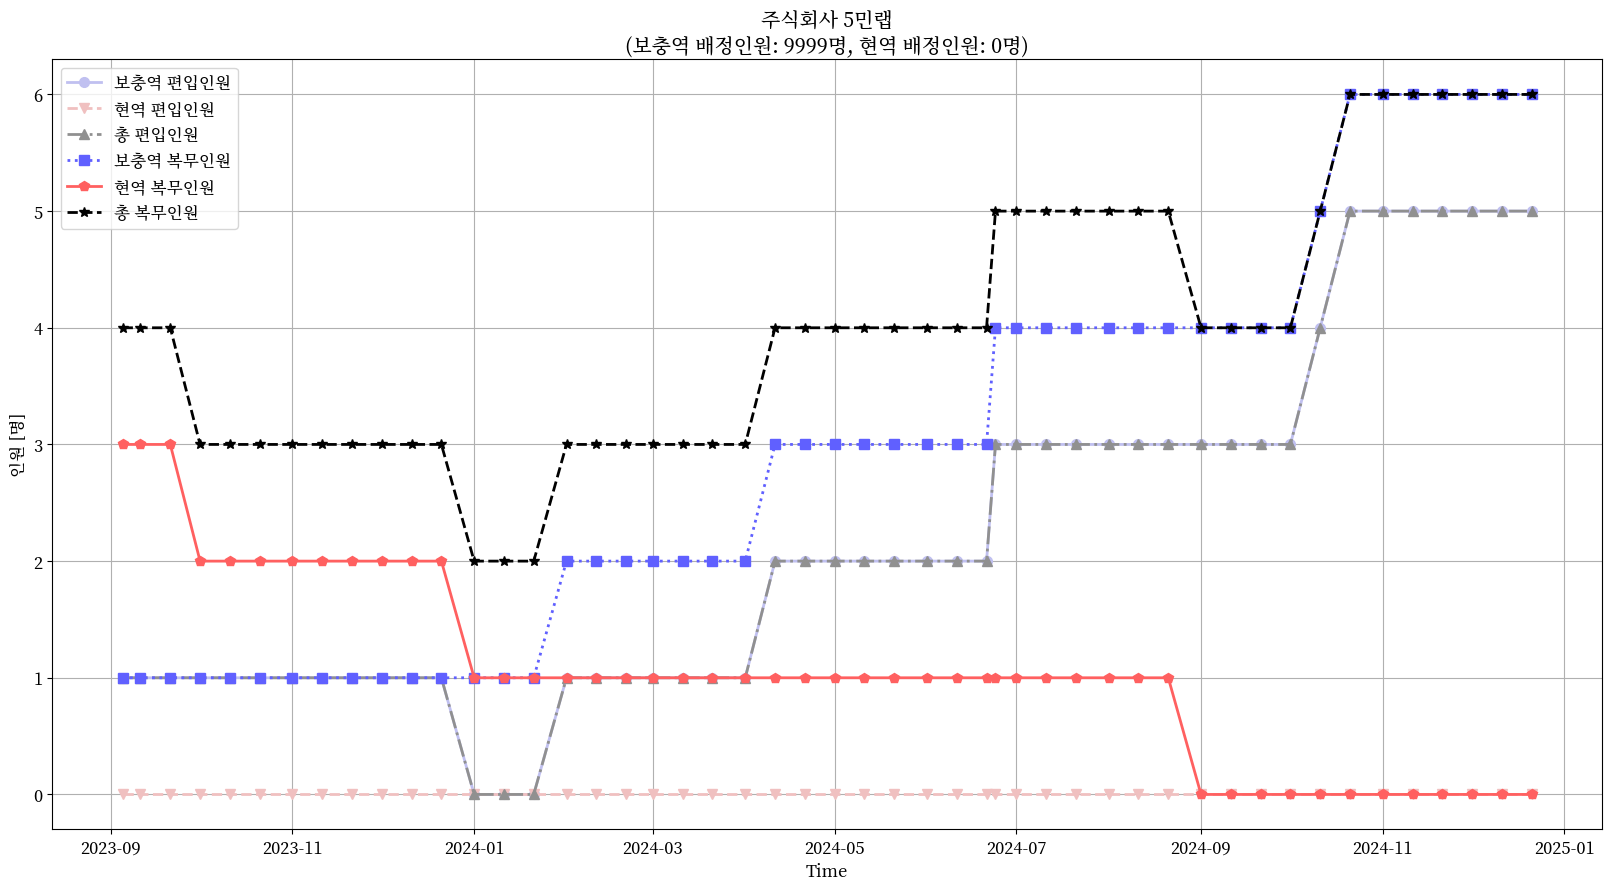 주식회사 5민랩
(보충역 배정인원: 9999명, 현역 배정인원: 0명)
보충역 편입인원
현역 편입인원
총 편입인원
보충역 복무인원
현역 복무인원
총 복무인원
인원 [명]
6
5
4
3
2
1
0
2023-09
2023-11
2024-01
2024-03
2024-05
2024-07
2024-09
2024-11
2025-01
Time